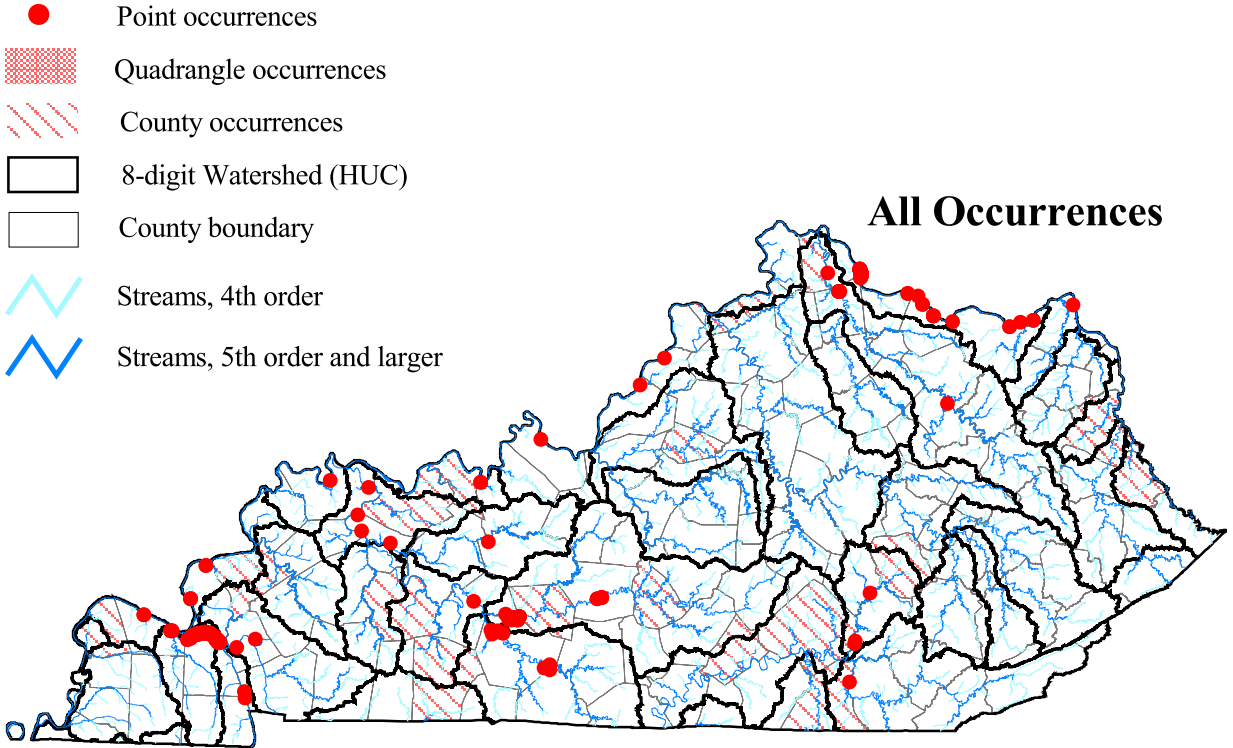 Point occurrences
Quadrangle occurrences
County occurrences
8-digit Watershed (HUC)
County boundary
Streams, 4th order
Streams, 5th order and larger
All Occurrences